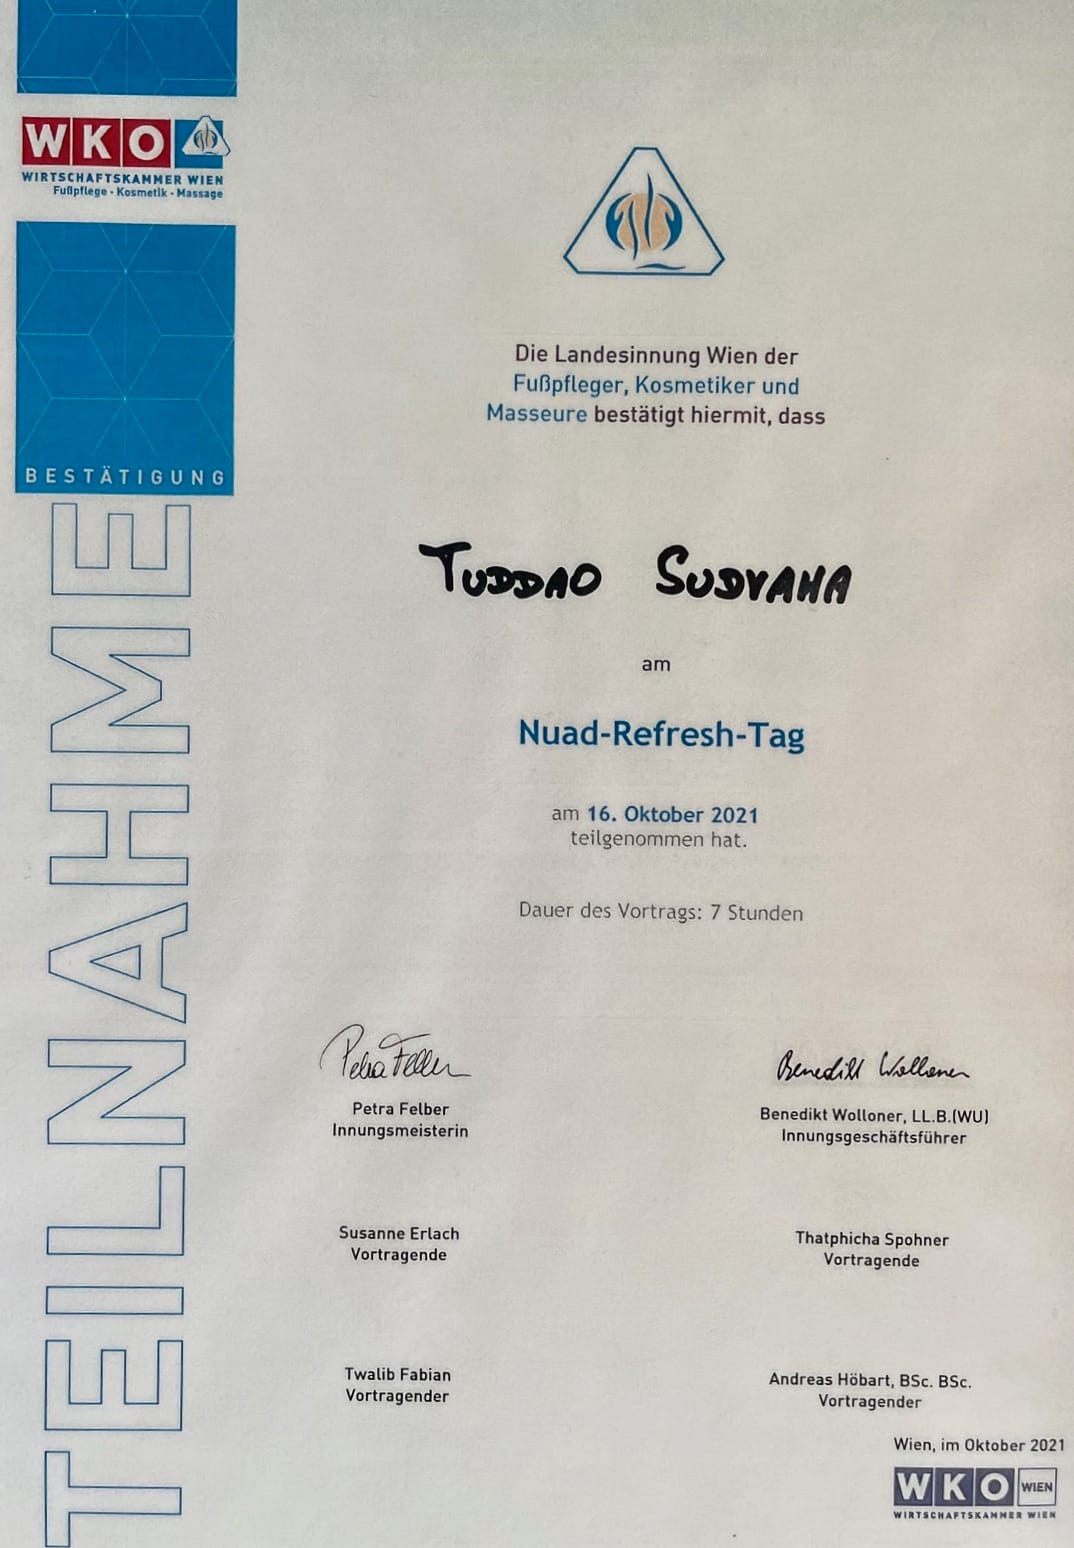 WKO
WIRTSCHAFTSKAMMER WIEN
Fußpflege · Kosmetik · Massage
BESTÄTIGUNG
TEILNAHME
Die Landesinnung Wien der
Fußpfleger, Kosmetiker und
Masseure bestätigt hiermit, dass
TUDDAO SUDVAHA
am
Nuad-Refresh-Tag
am 16. Oktober 2021
teilgenommen hat.
Dauer des Vortrags: 7 Stunden
Benedikt Wolloner
Petra Felber
Innungsmeisterin
Benedikt Wolloner, LL.B.(WU)
Innungsgeschäftsführer
Susanne Erlach
Vortragende
Thatphicha Spohner
Vortragende
Twalib Fabian
Vortragender
Andreas Höbart, BSc. BSc.
Vortragender
Wien, im Oktober 2021
WKO WIEN
WIRTSCHAFTSKAMMER WIEN